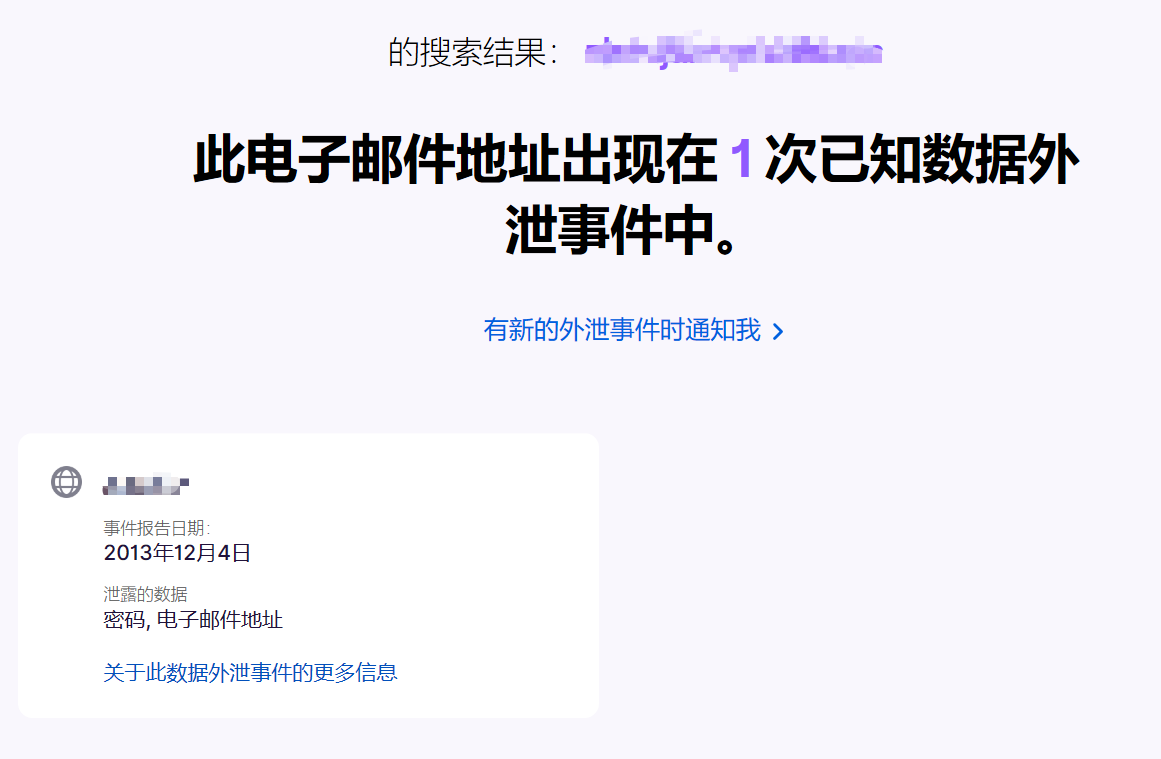 的搜索结果：
此电子邮件地址出现在 1 次已知数据外
泄事件中。
有新的外泄事件时通知我
事件报告日期:
2013年12月4日
泄露的数据
密码, 电子邮件地址
关于此数据外泄事件的更多信息